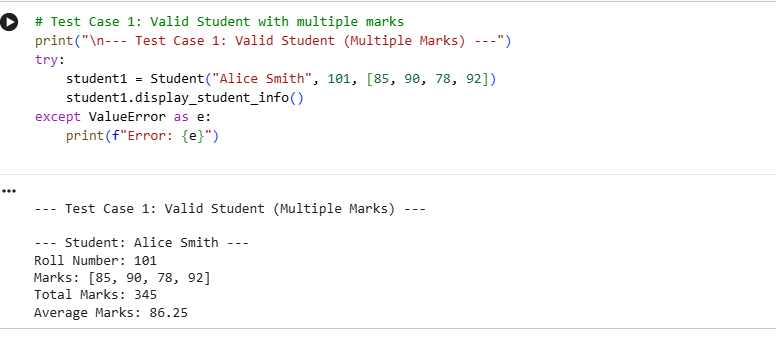 # Test Case 1: Valid Student with multiple marks
print("\n--- Test Case 1: Valid Student (Multiple Marks) ---")
try:
    student1 = Student("Alice Smith", 101, [85, 90, 78, 92])
    student1.display_student_info()
except ValueError as e:
    print(f"Error: {e}")
--- Test Case 1: Valid Student (Multiple Marks) ---
--- Student: Alice Smith ---
Roll Number: 101
Marks: [85, 90, 78, 92]
Total Marks: 345
Average Marks: 86.25